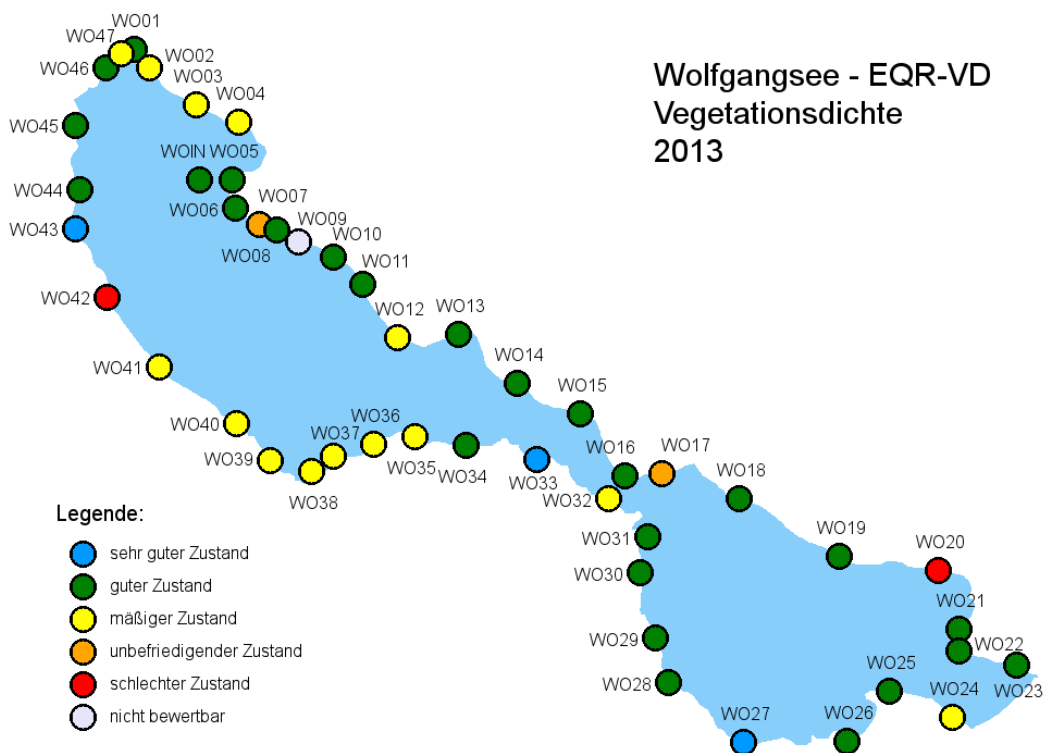 Wolfgangsee - EQR-VD
Vegetationsdichte
2013
WO01
WO47
WO02
WO46
WO03
WO04
WO45
WOIN WO05
WO44
WO07
WO06
WO09
WO43
WO08
WO10
WO11
WO42
WO12
WO13
WO14
WO41
WO15
WO36
WO40
WO37
WO16
WO17
WO39
WO35
WO34
WO33
WO18
WO38
WO32
WO31
WO19
WO20
WO30
WO21
WO29
WO22
WO28
WO25
WO24
WO23
WO27
WO26
Legende:
sehr guter Zustand
guter Zustand
mäßiger Zustand
unbefriedigender Zustand
schlechter Zustand
nicht bewertbar